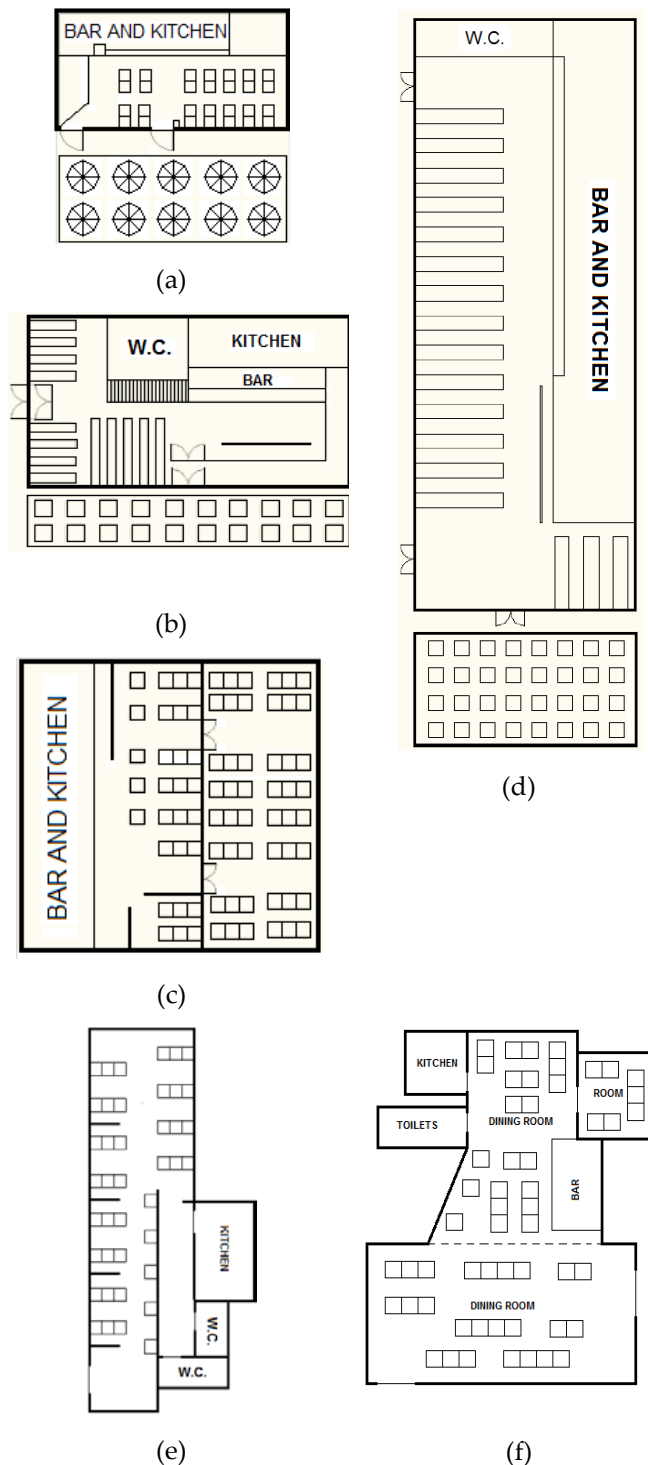 BAR AND KITCHEN
(a)
W.C.
KITCHEN
BAR
(b)
BAR AND KITCHEN
(c)
W.C.
BAR AND KITCHEN
(d)
KITCHEN
W.C.
W.C.
(e)
KITCHEN
ROOM
TOILETS
DINING ROOM
BAR
DINING ROOM
(f)